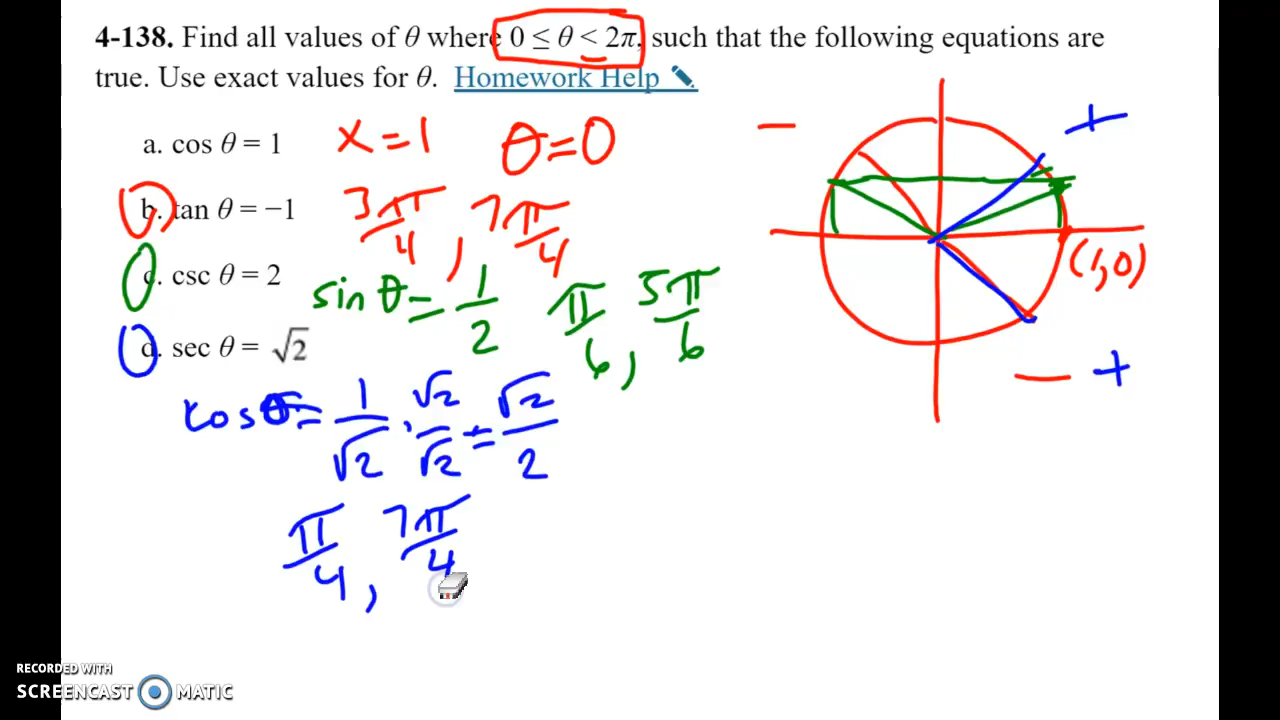 4-138. Find all values of θ where 0 ≤ θ < 2π, such that the following equations are
true. Use exact values for θ. Homework Help
a. cos θ = 1 x = 1 θ = 0
b. tan θ = −1 3π/4 , 7π/4
c. csc θ = 2 sin θ = 1/2 π/6 , 5π/6
d. sec θ = √2
cos θ = 1/√2 · √2/√2 = √2/2
π/4 , 7π/4
− +
(1,0)
− +
RECORDED WITH
SCREENCAST MATIC